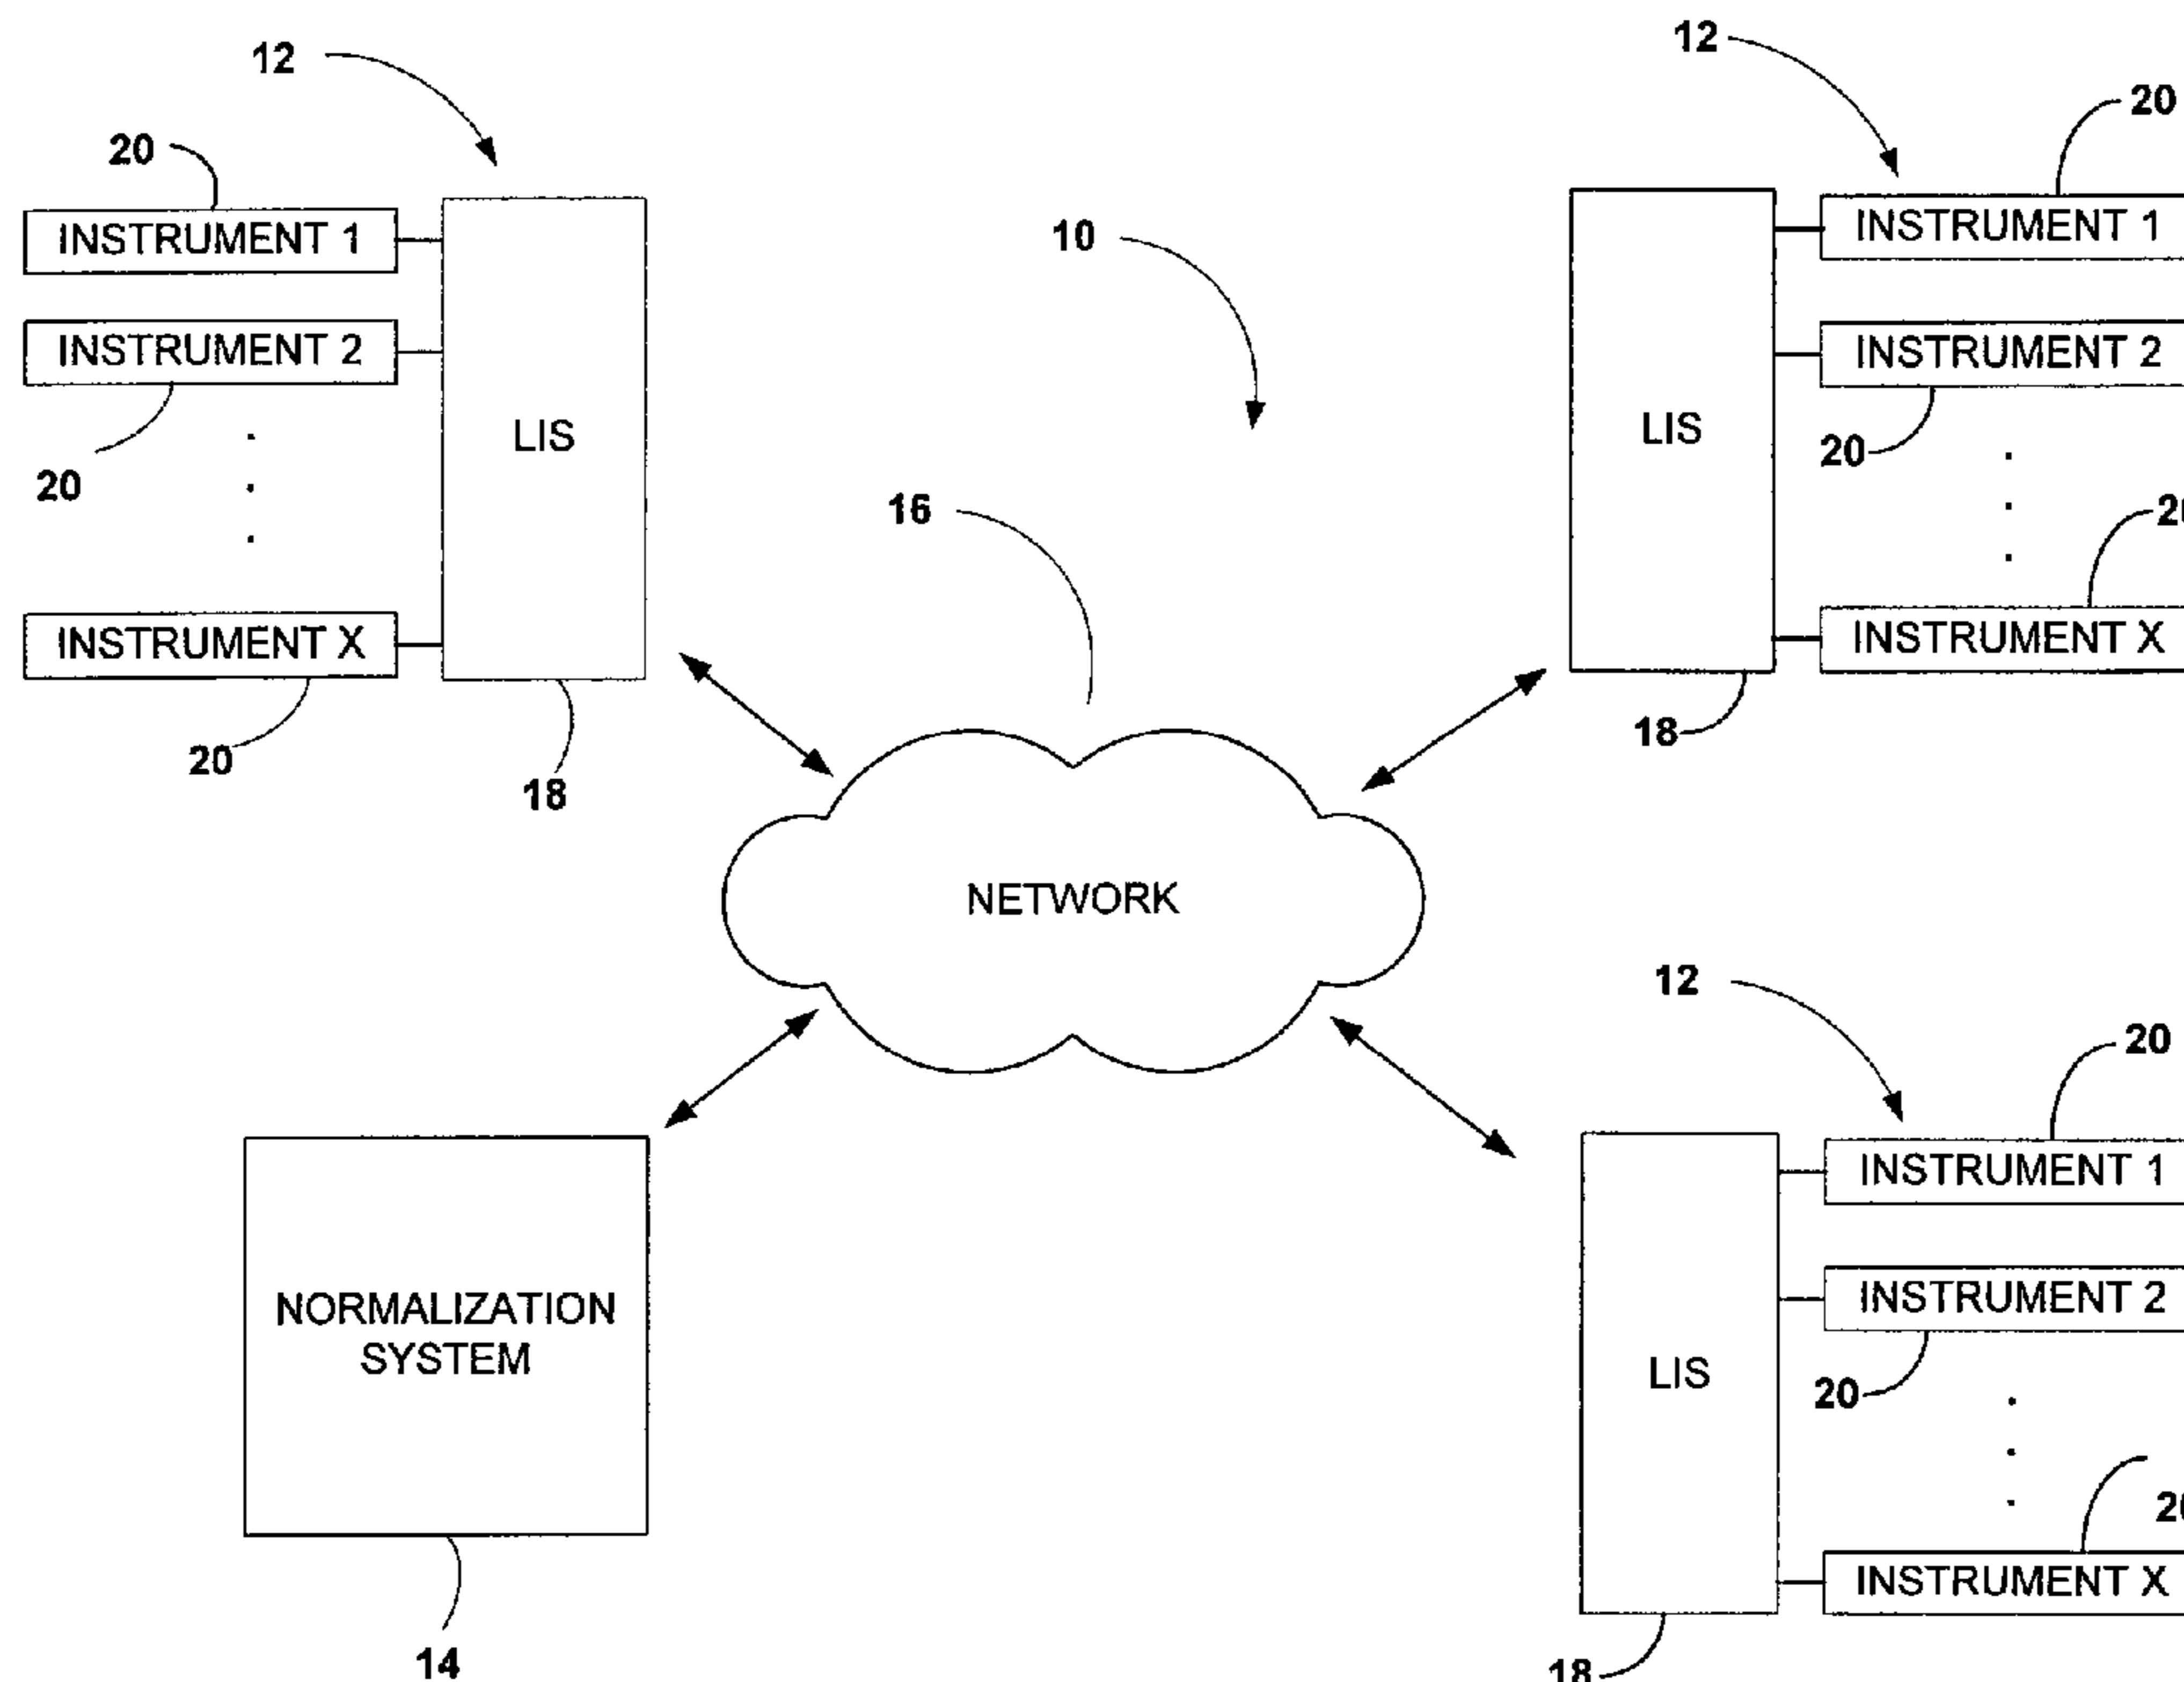 12
20
INSTRUMENT 1
INSTRUMENT 2
20
INSTRUMENT X
20
LIS
18
10
16
NETWORK
12
20
INSTRUMENT 1
INSTRUMENT 2
20
LIS
INSTRUMENT X
18
NORMALIZATION
SYSTEM
14
12
20
INSTRUMENT 1
INSTRUMENT 2
20
LIS
INSTRUMENT X
18